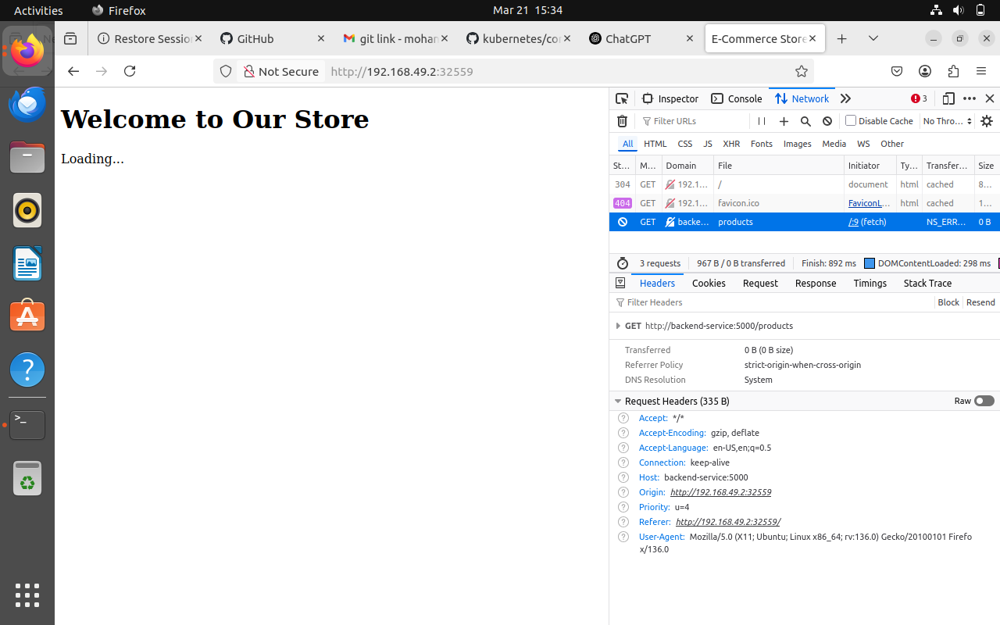 Activities Firefox Mar 21 15:34
Restore Sessio GitHub git link - mohan kubernetes/cor ChatGPT E-Commerce Store
Not Secure http://192.168.49.2:32559
Welcome to Our Store
Loading...
Inspector Console Network 3
Filter URLs Disable Cache No Thro...
All HTML CSS JS XHR Fonts Images Media WS Other
St... M... Domain File Initiator Ty... Transfer... Size
304 GET 192.1... / document html cached 8...
404 GET 192.1... favicon.ico FaviconL... html cached 1...
GET backe... products /:9 (fetch) NS_ERR... 0 B
3 requests 967 B / 0 B transferred Finish: 892 ms DOMContentLoaded: 298 ms
Headers Cookies Request Response Timings Stack Trace
Filter Headers Block Resend
GET http://backend-service:5000/products
Transferred 0 B (0 B size)
Referrer Policy strict-origin-when-cross-origin
DNS Resolution System
Request Headers (335 B) Raw
Accept: */*
Accept-Encoding: gzip, deflate
Accept-Language: en-US,en;q=0.5
Connection: keep-alive
Host: backend-service:5000
Origin: http://192.168.49.2:32559
Priority: u=4
Referer: http://192.168.49.2:32559/
User-Agent: Mozilla/5.0 (X11; Ubuntu; Linux x86_64; rv:136.0) Gecko/20100101 Firefo
x/136.0